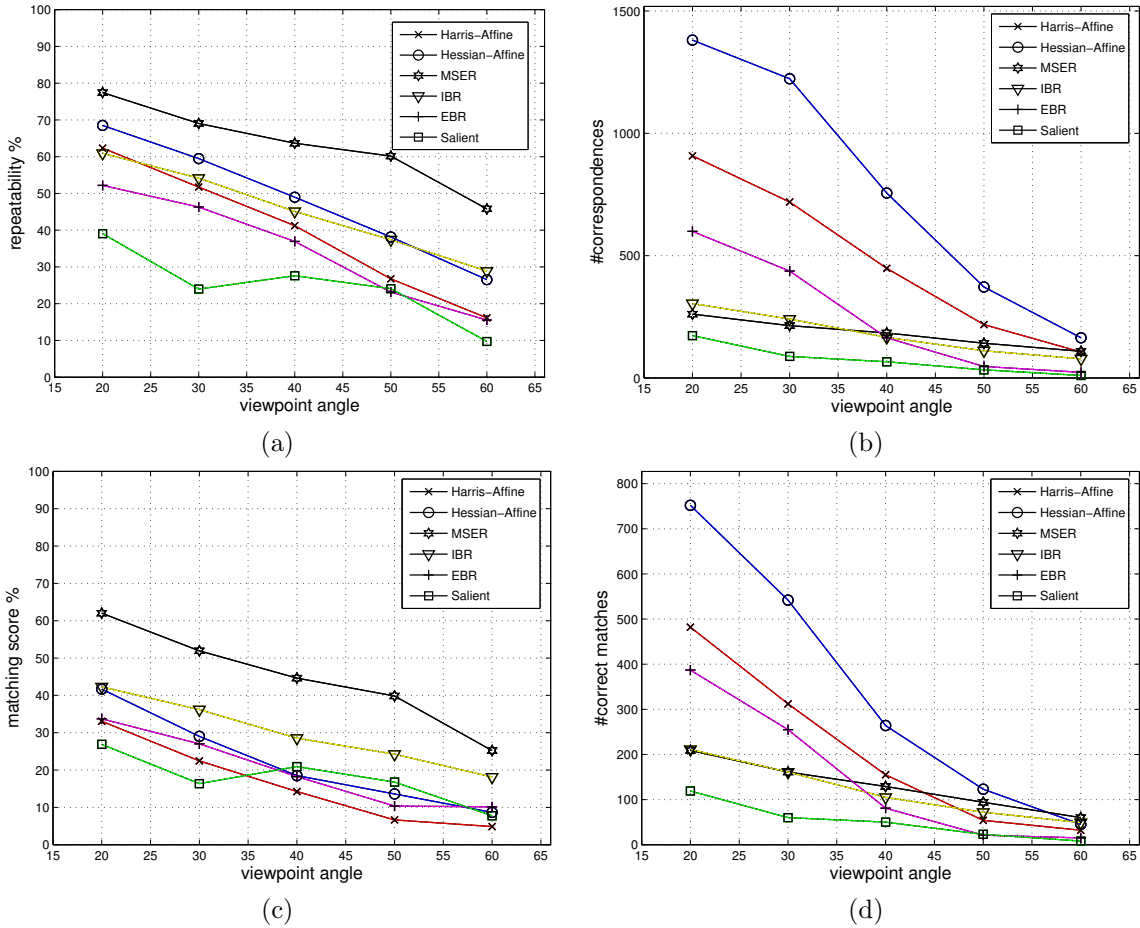 100
90
80
70
60
50
40
30
20
10
0
repeatability %
15 20 25 30 35 40 45 50 55 60 65
viewpoint angle
Harris−Affine
Hessian−Affine
MSER
IBR
EBR
Salient
(a)
1500
1000
500
0
#correspondences
15 20 25 30 35 40 45 50 55 60 65
viewpoint angle
Harris−Affine
Hessian−Affine
MSER
IBR
EBR
Salient
(b)
100
90
80
70
60
50
40
30
20
10
0
matching score %
15 20 25 30 35 40 45 50 55 60 65
viewpoint angle
Harris−Affine
Hessian−Affine
MSER
IBR
EBR
Salient
(c)
800
700
600
500
400
300
200
100
0
#correct matches
15 20 25 30 35 40 45 50 55 60 65
viewpoint angle
Harris−Affine
Hessian−Affine
MSER
IBR
EBR
Salient
(d)